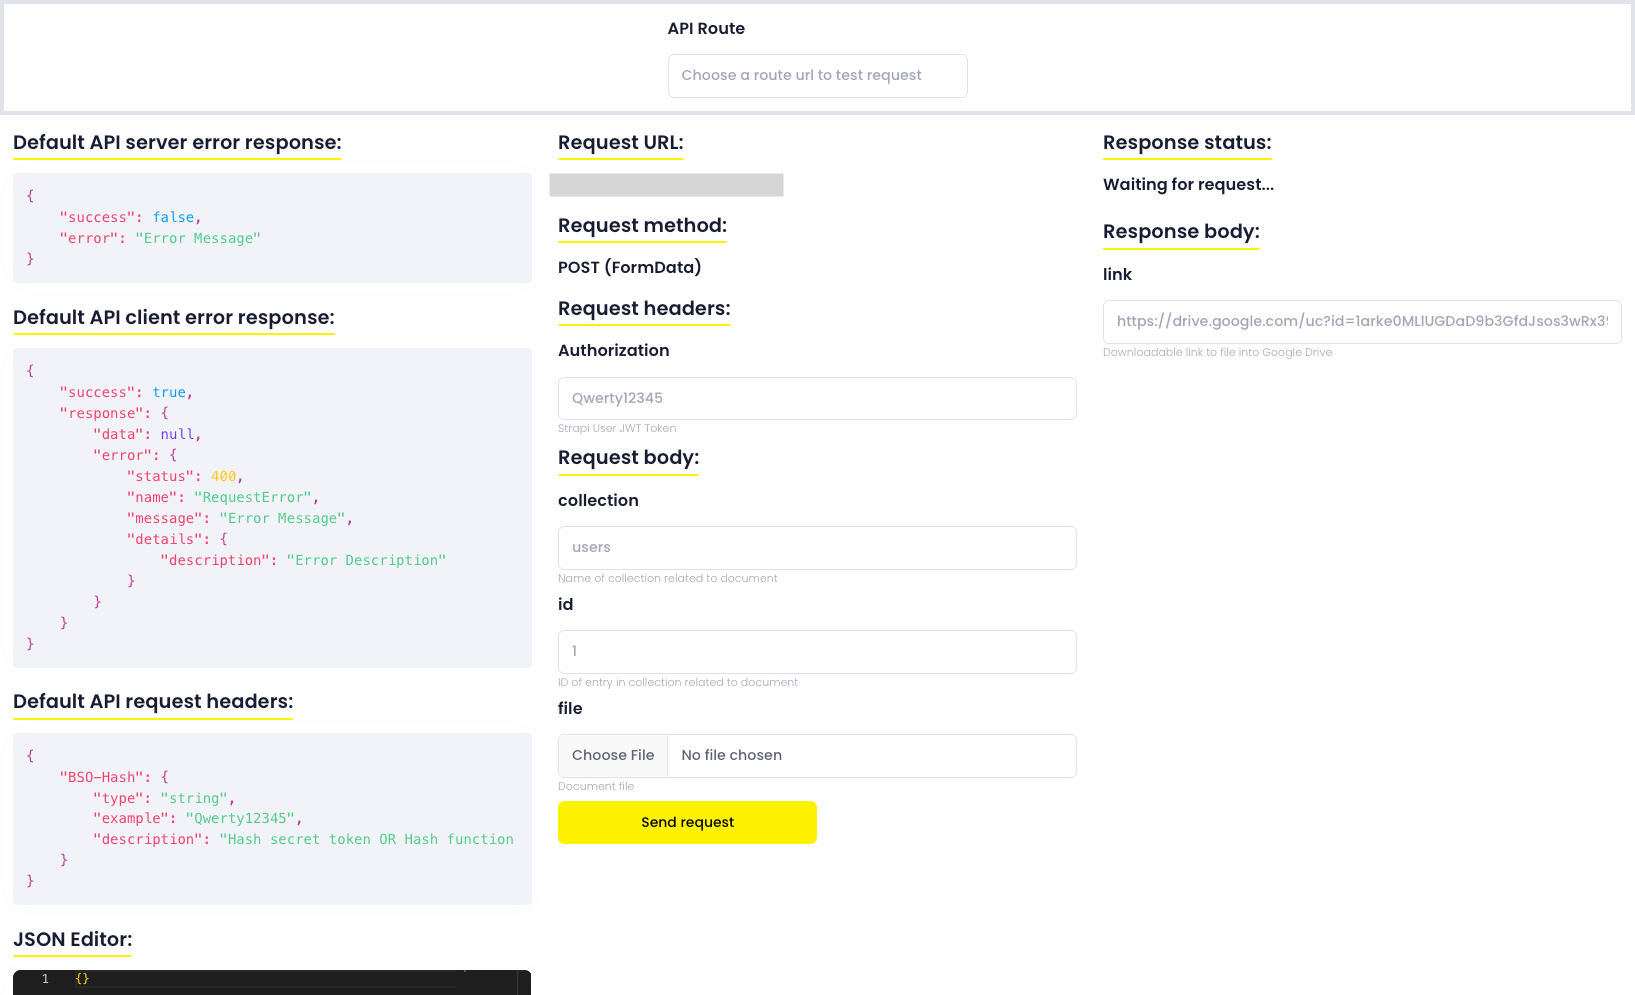 API Route
Choose a route url to test request
Default API server error response:
{
    "success": false,
    "error": "Error Message"
}
Default API client error response:
{
    "success": true,
    "response": {
        "data": null,
        "error": {
            "status": 400,
            "name": "RequestError",
            "message": "Error Message",
            "details": {
                "description": "Error Description"
            }
        }
    }
}
Default API request headers:
{
    "BSO-Hash": {
        "type": "string",
        "example": "Qwerty12345",
        "description": "Hash secret token OR Hash function
    }
}
JSON Editor:
1 {}
Request URL:
Request method:
POST (FormData)
Request headers:
Authorization
Qwerty12345
Strapi User JWT Token
Request body:
collection
users
Name of collection related to document
id
1
ID of entry in collection related to document
file
Choose File No file chosen
Document file
Send request
Response status:
Waiting for request...
Response body:
link
https://drive.google.com/uc?id=1arke0MLlUGDaD9b3GfdJsos3wRx39
Downloadable link to file into Google Drive